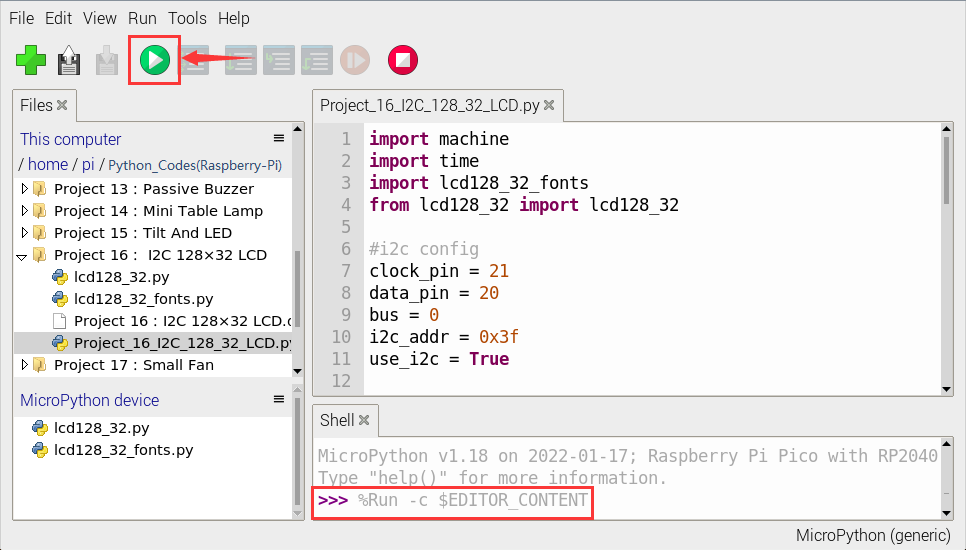 File Edit View Run Tools Help
Files
This computer
/ home / pi / Python_Codes(Raspberry-Pi)
Project 13 : Passive Buzzer
Project 14 : Mini Table Lamp
Project 15 : Tilt And LED
Project 16 : I2C 128×32 LCD
lcd128_32.py
lcd128_32_fonts.py
Project 16 : I2C 128×32 LCD.
Project_16_I2C_128_32_LCD.py
Project 17 : Small Fan
MicroPython device
lcd128_32.py
lcd128_32_fonts.py
Project_16_I2C_128_32_LCD.py
1 import machine
2 import time
3 import lcd128_32_fonts
4 from lcd128_32 import lcd128_32
5
6 #i2c config
7 clock_pin = 21
8 data_pin = 20
9 bus = 0
10 i2c_addr = 0x3f
11 use_i2c = True
12
Shell
MicroPython v1.18 on 2022-01-17; Raspberry Pi Pico with RP2040
Type "help()" for more information.
>>> %Run -c $EDITOR_CONTENT
MicroPython (generic)